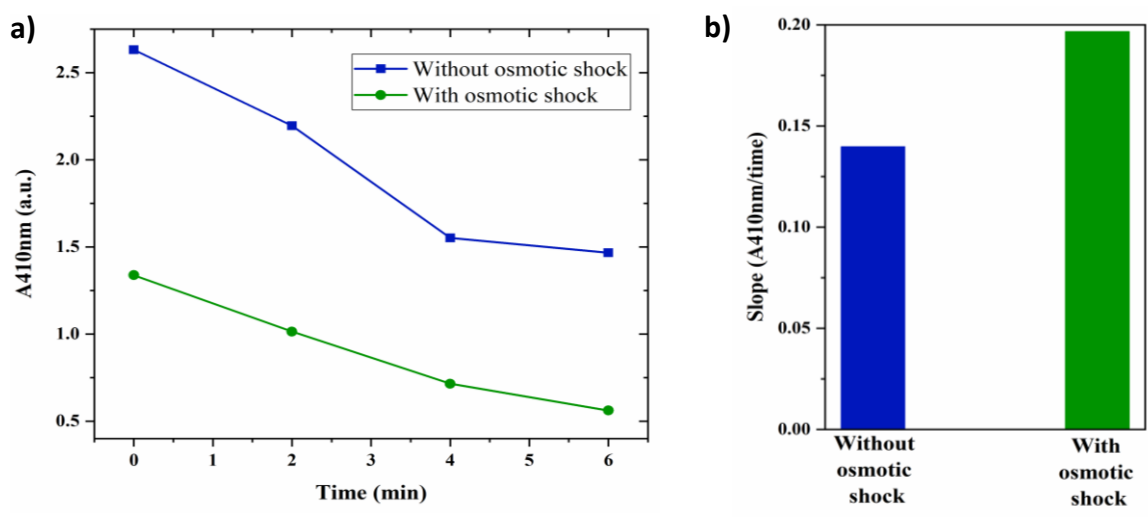 a)
2.5
2.0
1.5
1.0
0.5
A410nm (a.u.)
0 1 2 3 4 5 6
Time (min)
Without osmotic shock
With osmotic shock
b)
0.20
0.15
0.10
0.05
0.00
Slope (A410nm/time)
Without
osmotic
shock
With
osmotic
shock